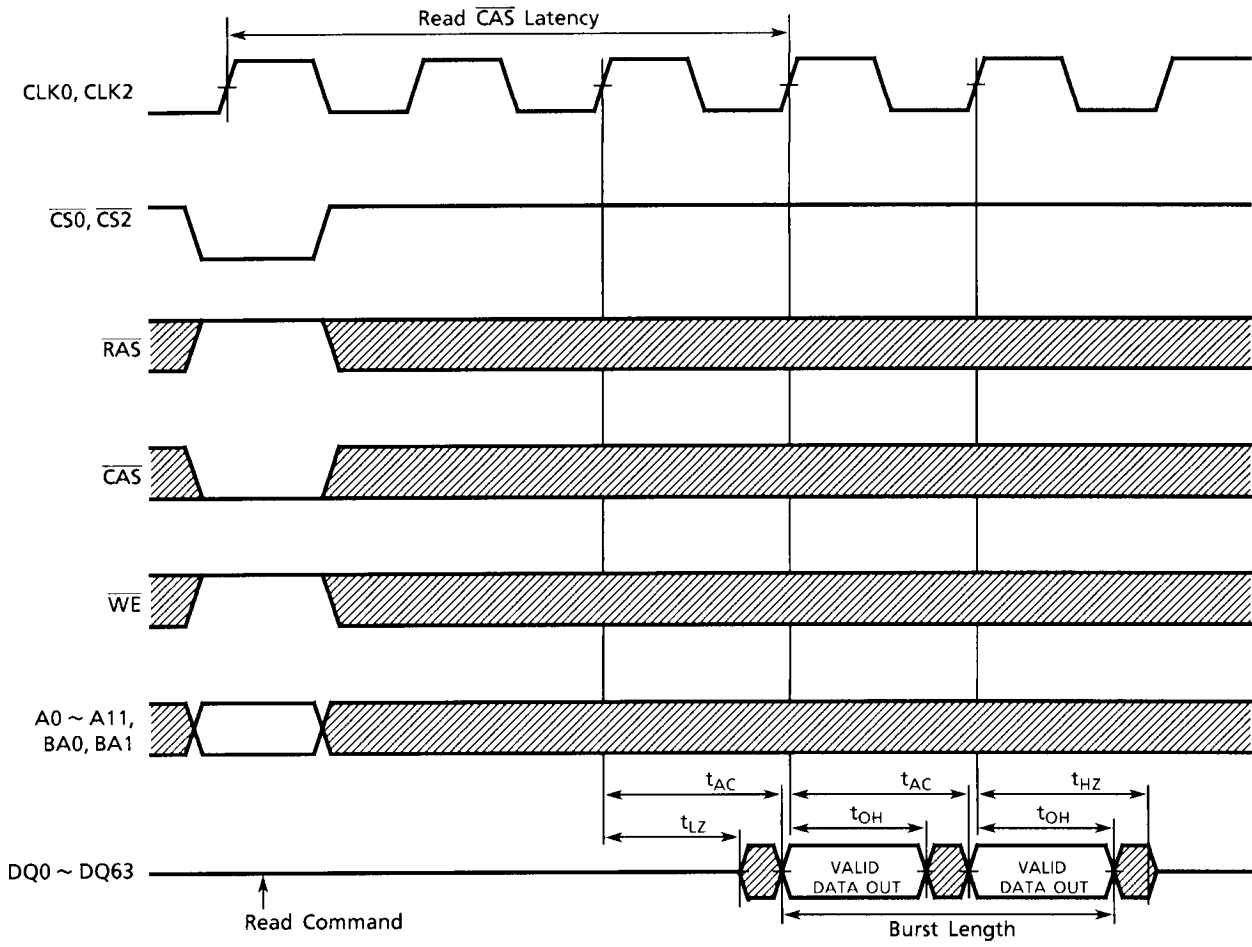 Read CAS Latency
CLK0, CLK2
CS0, CS2
RAS
CAS
WE
A0 ~ A11,
BA0, BA1
tAC
tAC
tHZ
tLZ
tOH
tOH
DQ0 ~ DQ63
VALID
DATA OUT
VALID
DATA OUT
Read Command
Burst Length